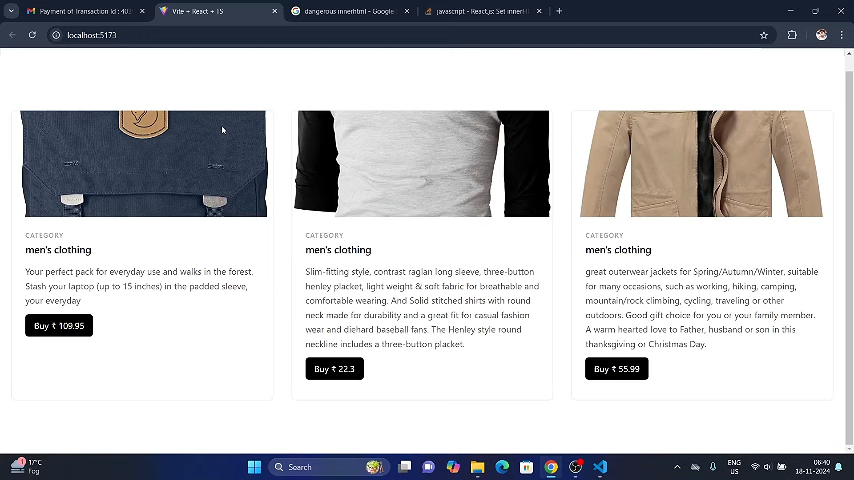 Payment of Transaction Id : 403
Vite + React + TS
dangerous innerhtml - Google
javascript - React.js: Set innerH
localhost:5173
CATEGORY
men's clothing
Your perfect pack for everyday use and walks in the forest.
Stash your laptop (up to 15 inches) in the padded sleeve,
your everyday
Buy ₹ 109.95
CATEGORY
men's clothing
Slim-fitting style, contrast raglan long sleeve, three-button
henley placket, light weight & soft fabric for breathable and
comfortable wearing. And Solid stitched shirts with round
neck made for durability and a great fit for casual fashion
wear and diehard baseball fans. The Henley style round
neckline includes a three-button placket.
Buy ₹ 22.3
CATEGORY
men's clothing
great outerwear jackets for Spring/Autumn/Winter, suitable
for many occasions, such as working, hiking, camping,
mountain/rock climbing, cycling, traveling or other
outdoors. Good gift choice for you or your family member.
A warm hearted love to Father, husband or son in this
thanksgiving or Christmas Day.
Buy ₹ 55.99
1
17°C
Fog
Search
ENG
US
06:40
18-11-2024